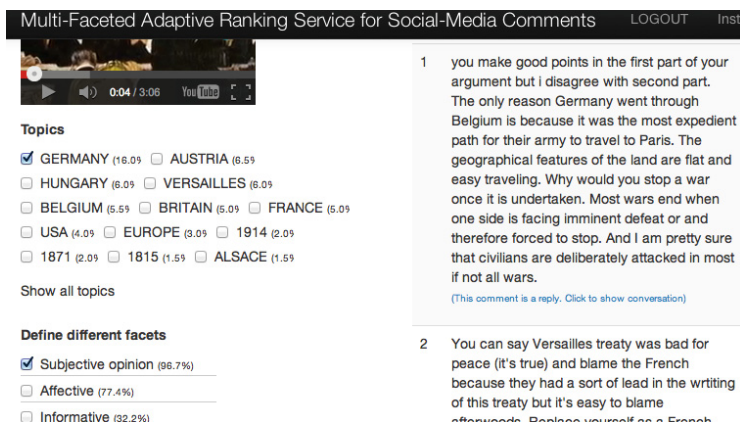 Multi-Faceted Adaptive Ranking Service for Social-Media Comments LOGOUT Inst
0:04 / 3:06 YouTube
Topics
GERMANY (16.0% AUSTRIA (6.5%
HUNGARY (6.0% VERSAILLES (6.0%
BELGIUM (5.5% BRITAIN (5.0% FRANCE (5.0%
USA (4.0% EUROPE (3.0% 1914 (2.0%
1871 (2.0% 1815 (1.5% ALSACE (1.5%
Show all topics
Define different facets
Subjective opinion (96.7%)
Affective (77.4%)
Informative (32.2%)
1 you make good points in the first part of your
argument but i disagree with second part.
The only reason Germany went through
Belgium is because it was the most expedient
path for their army to travel to Paris. The
geographical features of the land are flat and
easy traveling. Why would you stop a war
once it is undertaken. Most wars end when
one side is facing imminent defeat or and
therefore forced to stop. And I am pretty sure
that civilians are deliberately attacked in most
if not all wars.
(This comment is a reply. Click to show conversation)
2 You can say Versailles treaty was bad for
peace (it's true) and blame the French
because they had a sort of lead in the wrtiting
of this treaty but it's easy to blame
afterwoods. Replace yourself as a French